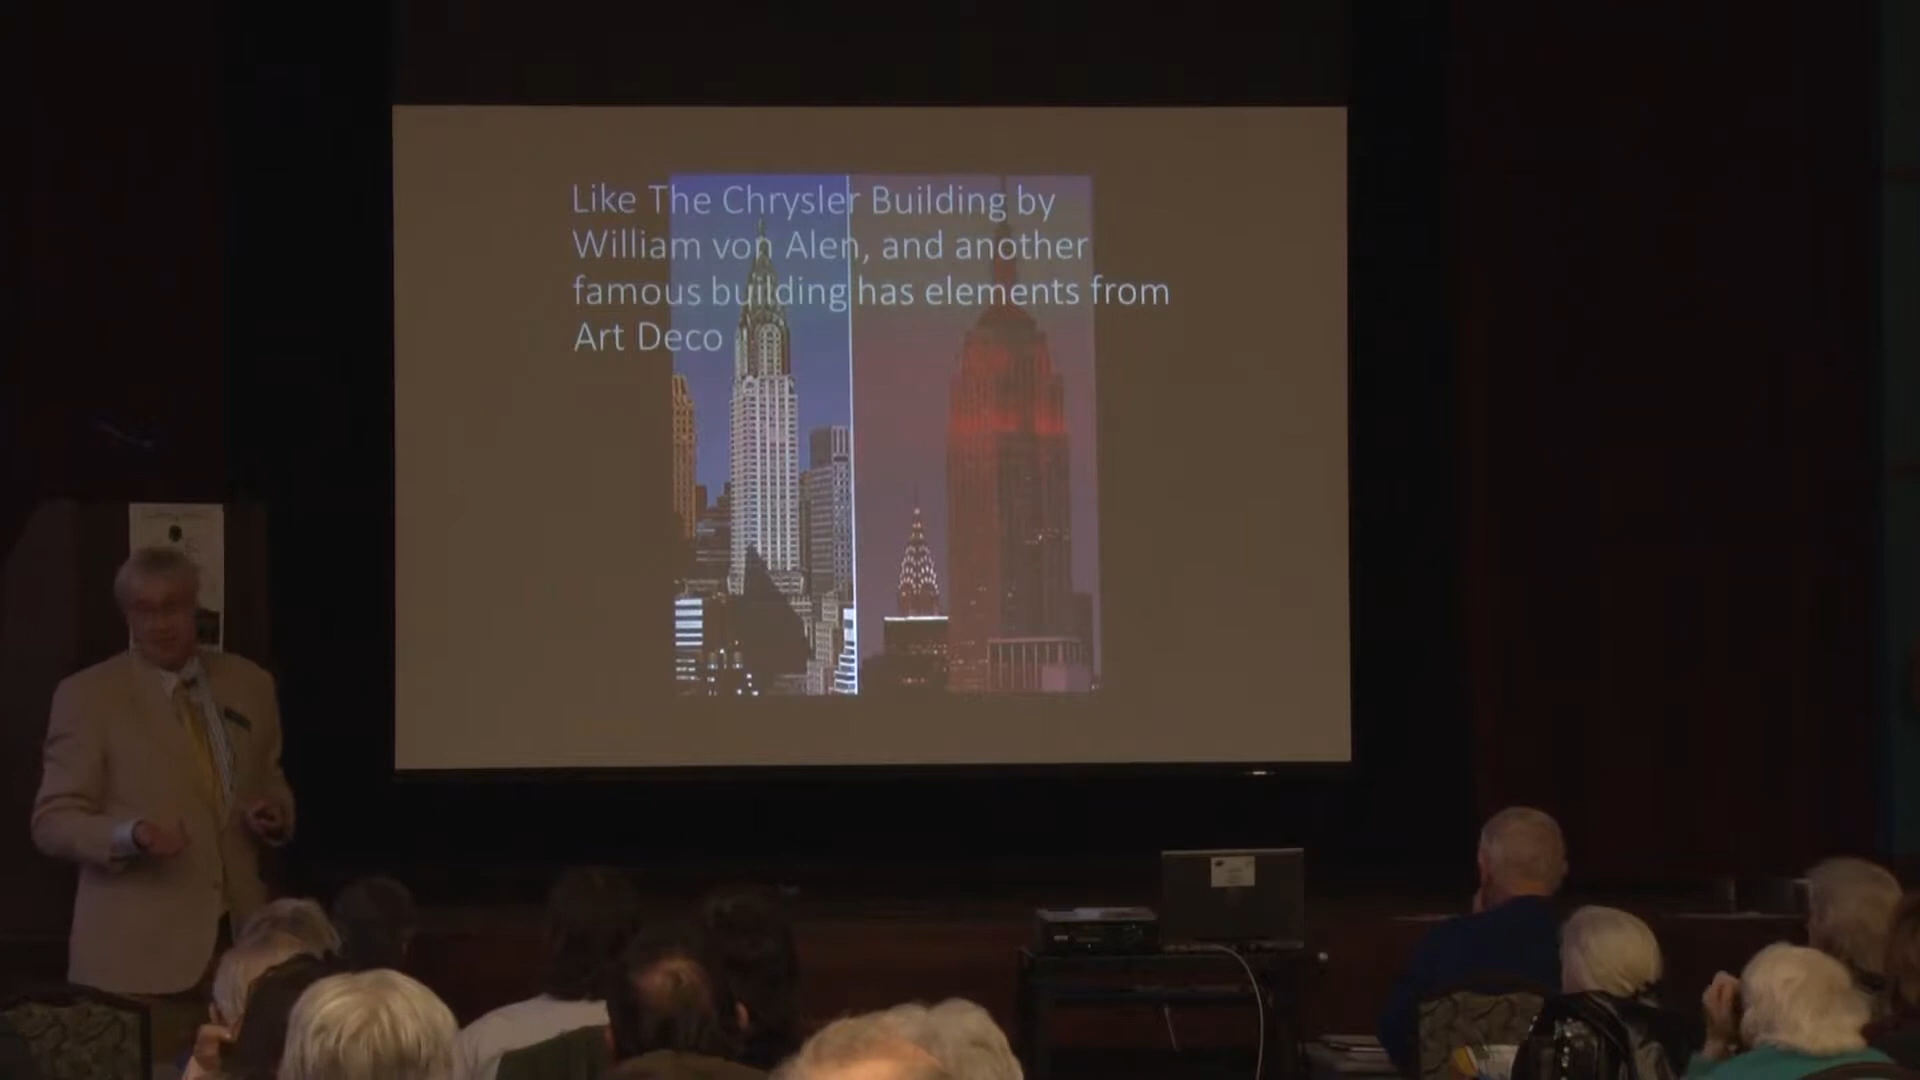 Like The Chrysler Building by
William von Alen, and another
famous building has elements from
Art Deco